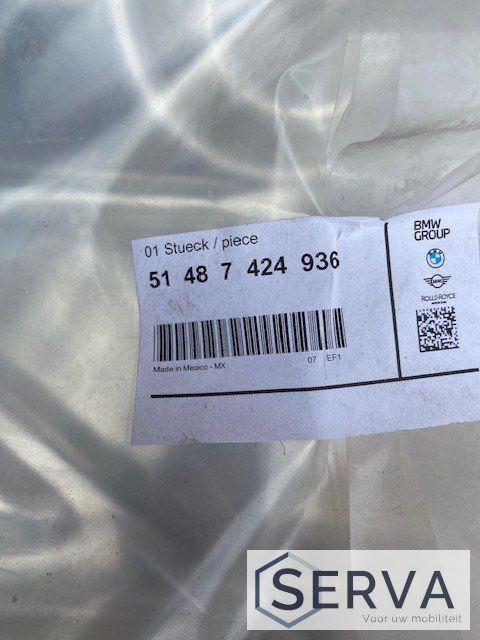 01 Stueck / piece
51 48 7 424 936
Made in Mexico - MX
07 EF1
BMW
GROUP
ROLLS-ROYCE
SERVA
Voor uw mobiliteit